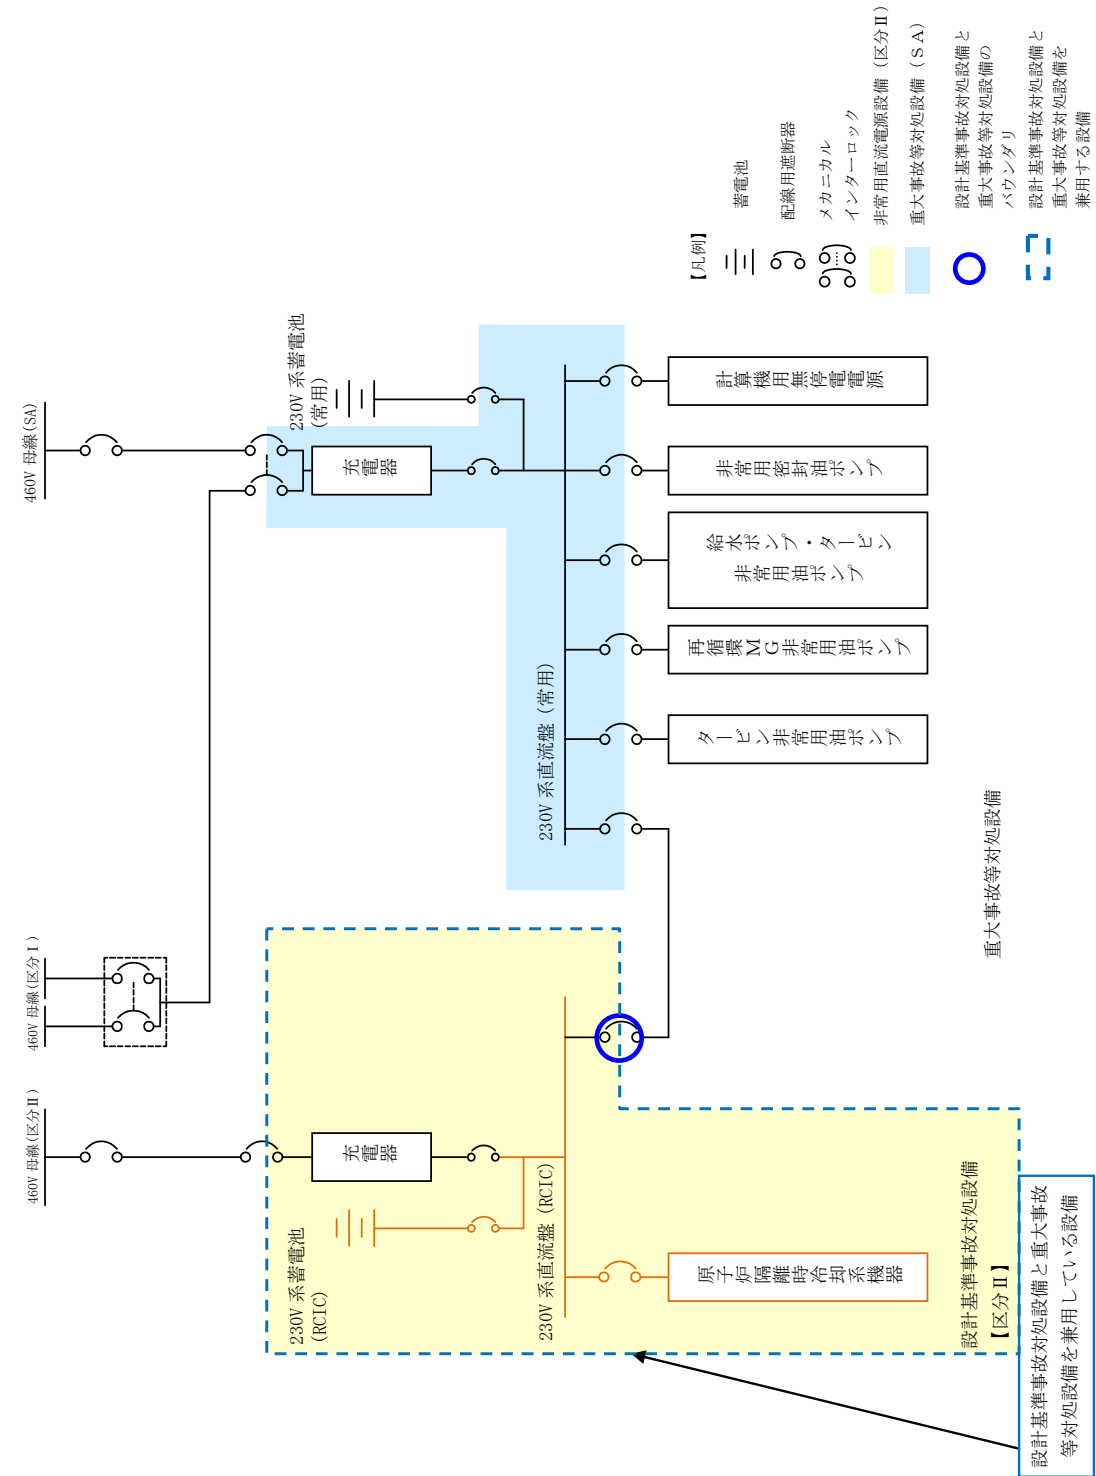 460V 母線(区分Ⅱ)
460V 母線(区分Ⅰ)
460V 母線(SA)
230V 系蓄電池
(RCIC)
充電器
230V 系直流盤 (RCIC)
原子炉隔離時冷却系機器
設計基準事故対処設備
【区分Ⅱ】
設計基準事故対処設備と重大事故
等対処設備を兼用している設備
230V 系蓄電池
(常用)
充電器
230V 系直流盤 (常用)
タービン非常用油ポンプ
再循環MG非常用油ポンプ
給水ポンプ・タービン
非常用油ポンプ
非常用密封油ポンプ
計算機用無停電電源
重大事故等対処設備
【凡例】
蓄電池
配線用遮断器
メカニカル
インターロック
非常用直流電源設備(区分Ⅱ)
重大事故等対処設備(SA)
設計基準事故対処設備と
重大事故等対処設備の
バウンダリ
設計基準事故対処設備と
重大事故等対処設備を
兼用する設備